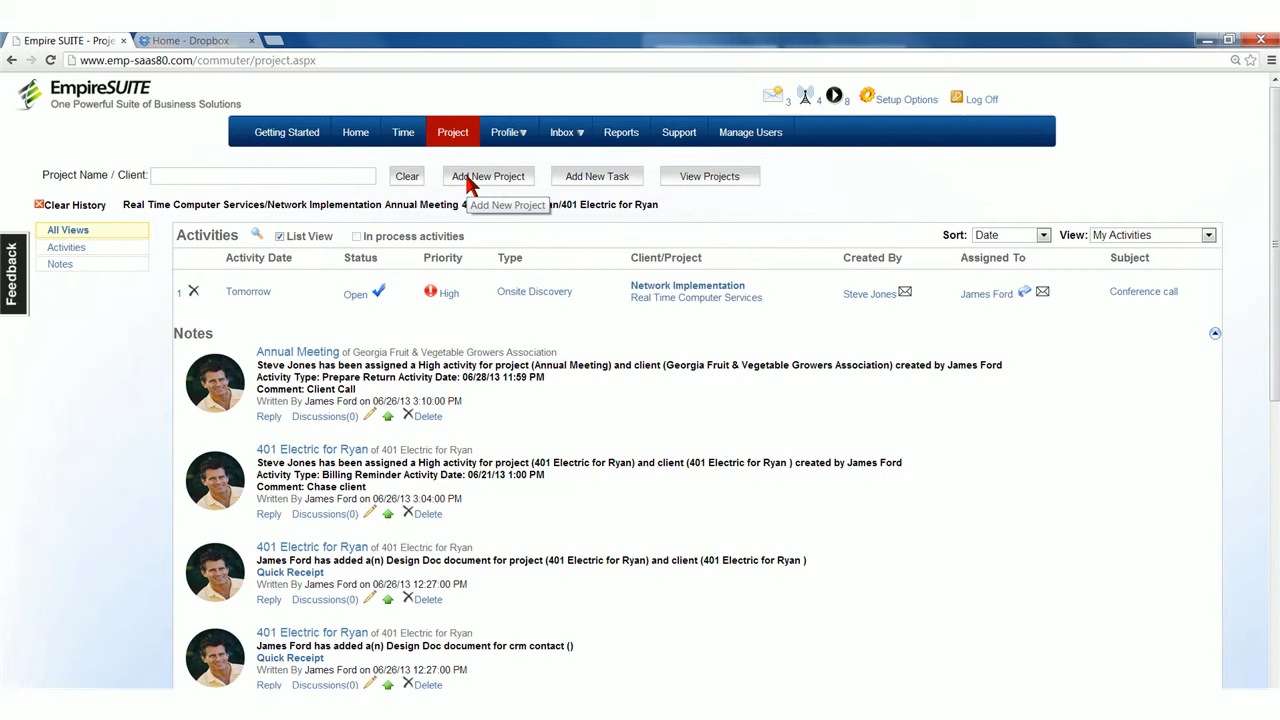 Empire SUITE - Proje ×
Home - Dropbox ×
www.emp-saas80.com/commuter/project.aspx
EmpireSUITE
One Powerful Suite of Business Solutions
3 4 8 Setup Options Log Off
Getting Started Home Time Project Profile Inbox Reports Support Manage Users
Project Name / Client: Clear Add New Project Add New Task View Projects
Clear History Real Time Computer Services/Network Implementation Annual Meeting 4 an/401 Electric for Ryan
Add New Project
Feedback
All Views
Activities
Notes
Activities List View In process activities Sort: Date View: My Activities
Activity Date Status Priority Type Client/Project Created By Assigned To Subject
1 Tomorrow Open High Onsite Discovery Network Implementation Steve Jones James Ford Conference call
Real Time Computer Services
Notes
Annual Meeting of Georgia Fruit & Vegetable Growers Association
Steve Jones has been assigned a High activity for project (Annual Meeting) and client (Georgia Fruit & Vegetable Growers Association) created by James Ford
Activity Type: Prepare Return Activity Date: 06/28/13 11:59 PM
Comment: Client Call
Written By James Ford on 06/26/13 3:10:00 PM
Reply Discussions(0) Delete
401 Electric for Ryan of 401 Electric for Ryan
Steve Jones has been assigned a High activity for project (401 Electric for Ryan) and client (401 Electric for Ryan ) created by James Ford
Activity Type: Billing Reminder Activity Date: 06/21/13 1:00 PM
Comment: Chase client
Written By James Ford on 06/26/13 3:04:00 PM
Reply Discussions(0) Delete
401 Electric for Ryan of 401 Electric for Ryan
James Ford has added a(n) Design Doc document for project (401 Electric for Ryan) and client (401 Electric for Ryan )
Quick Receipt
Written By James Ford on 06/26/13 12:27:00 PM
Reply Discussions(0) Delete
401 Electric for Ryan of 401 Electric for Ryan
James Ford has added a(n) Design Doc document for crm contact ()
Quick Receipt
Written By James Ford on 06/26/13 12:27:00 PM
Reply Discussions(0) Delete